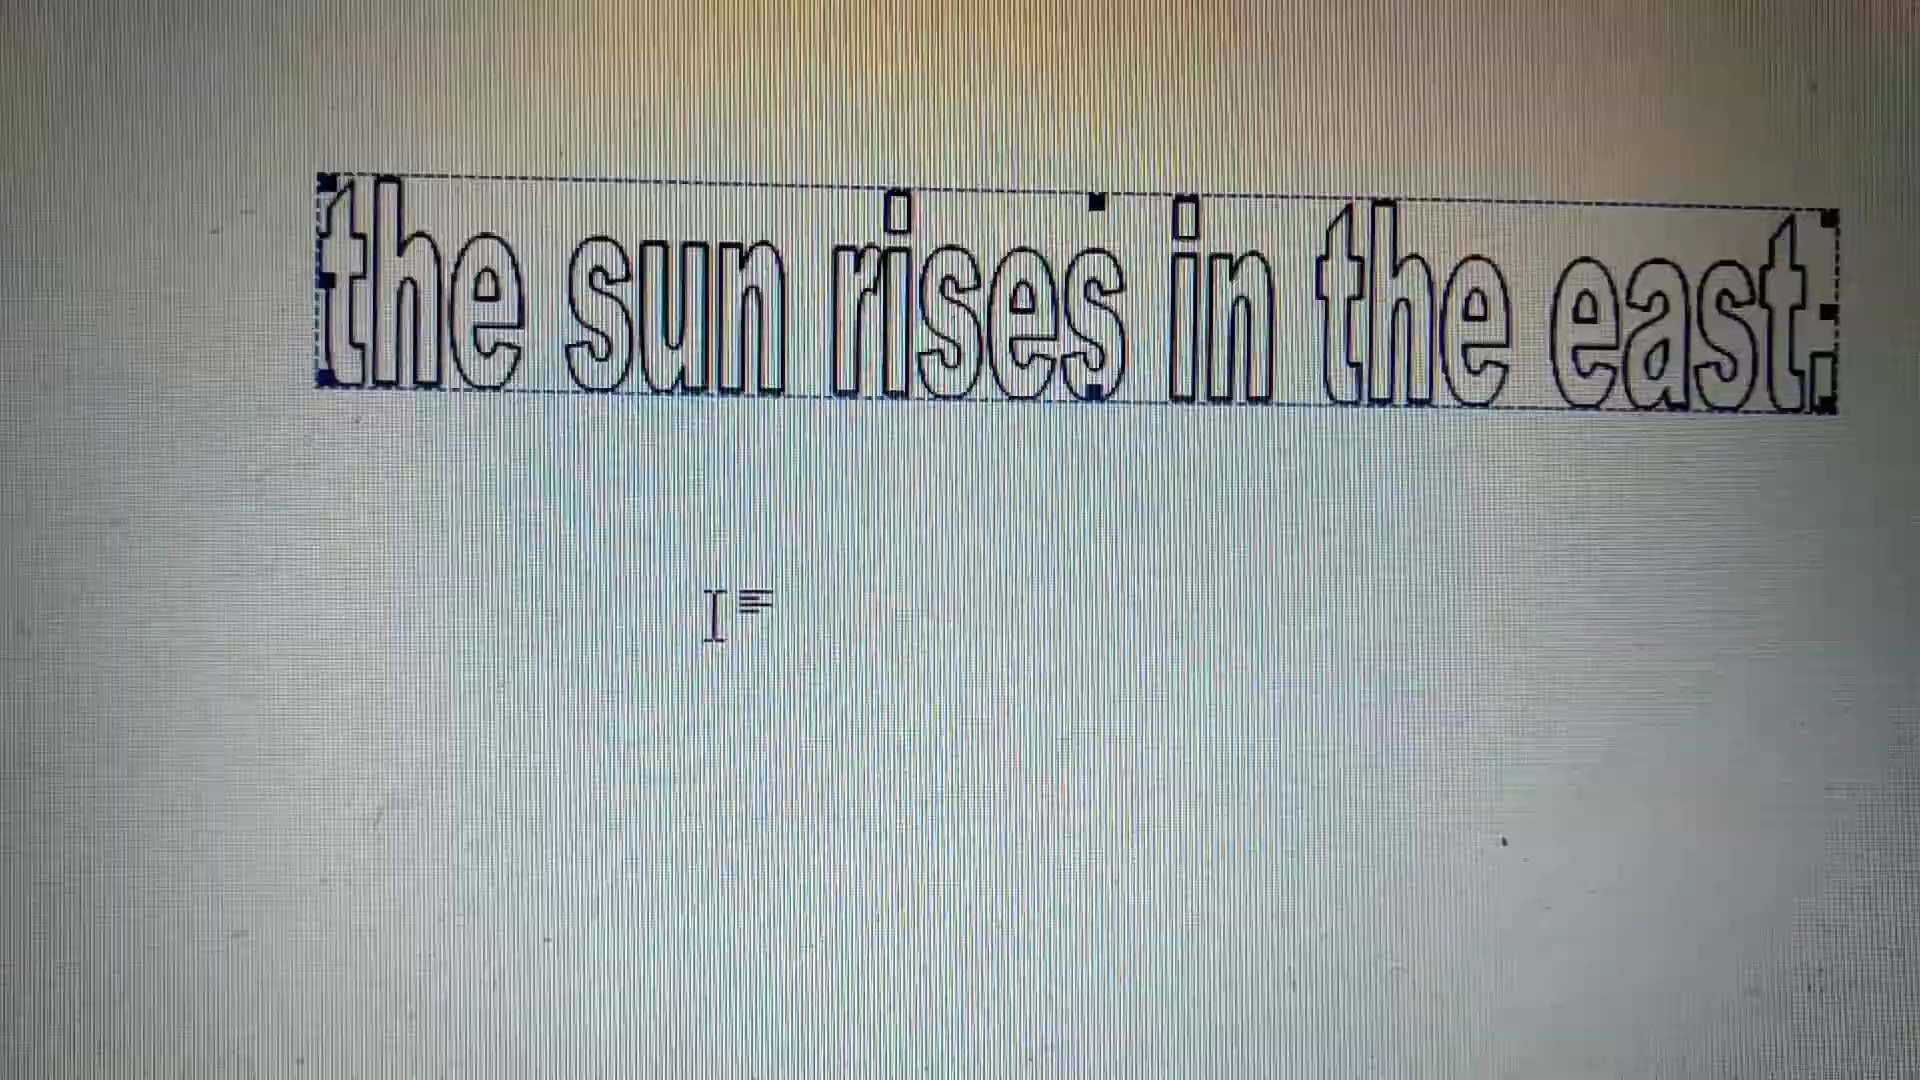 the sun rises in the east.